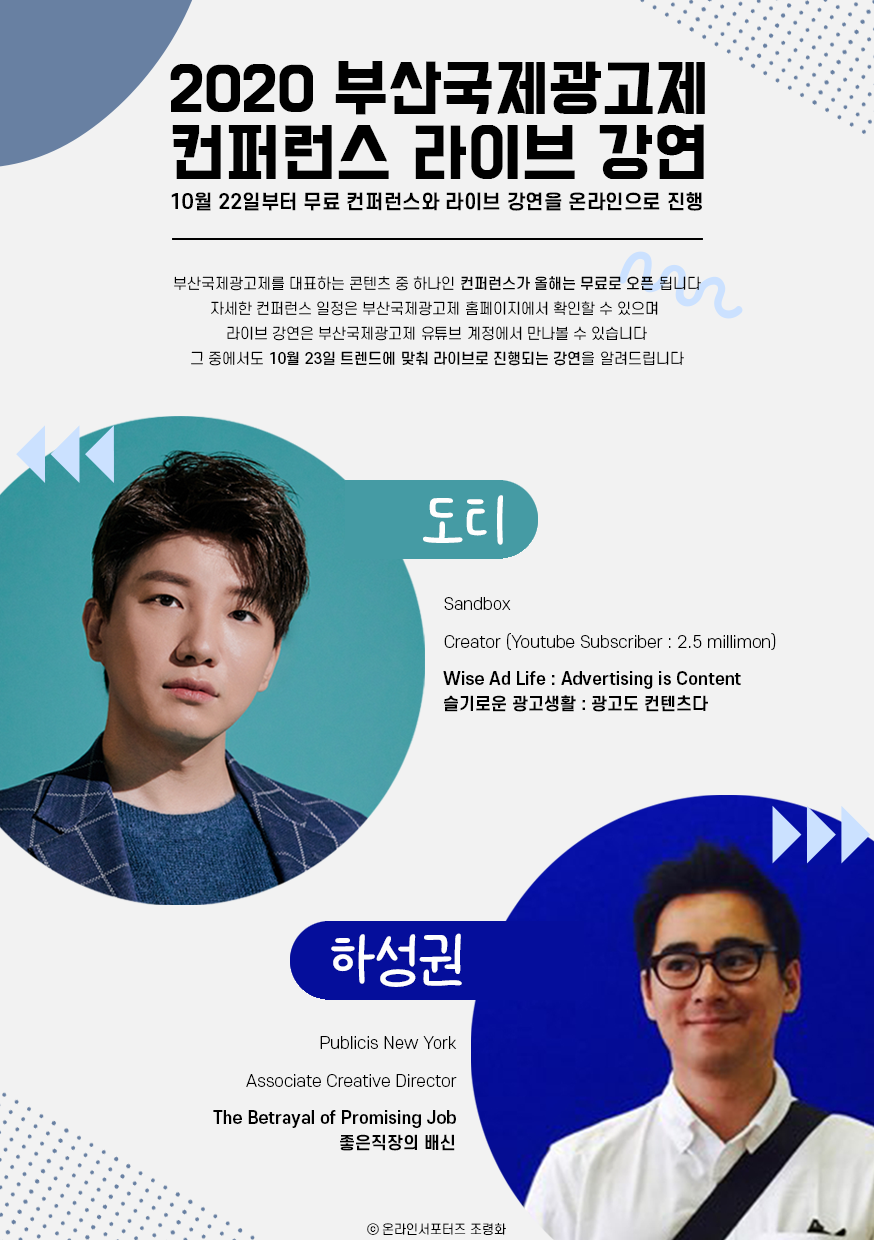 2020 부산국제광고제
컨퍼런스 라이브 강연
10월 22일부터 무료 컨퍼런스와 라이브 강연을 온라인으로 진행
부산국제광고제를 대표하는 콘텐츠 중 하나인 컨퍼런스가 올해는 무료로 오픈 됩니다
자세한 컨퍼런스 일정은 부산국제광고제 홈페이지에서 확인할 수 있으며
라이브 강연은 부산국제광고제 유튜브 계정에서 만나볼 수 있습니다
그 중에서도 10월 23일 트렌드에 맞춰 라이브로 진행되는 강연을 알려드립니다
도티
Sandbox
Creator (Youtube Subscriber : 2.5 millimon)
Wise Ad Life : Advertising is Content
슬기로운 광고생활 : 광고도 컨텐츠다
하성권
Publicis New York
Associate Creative Director
The Betrayal of Promising Job
좋은직장의 배신
ⓒ 온라인서포터즈 조령화